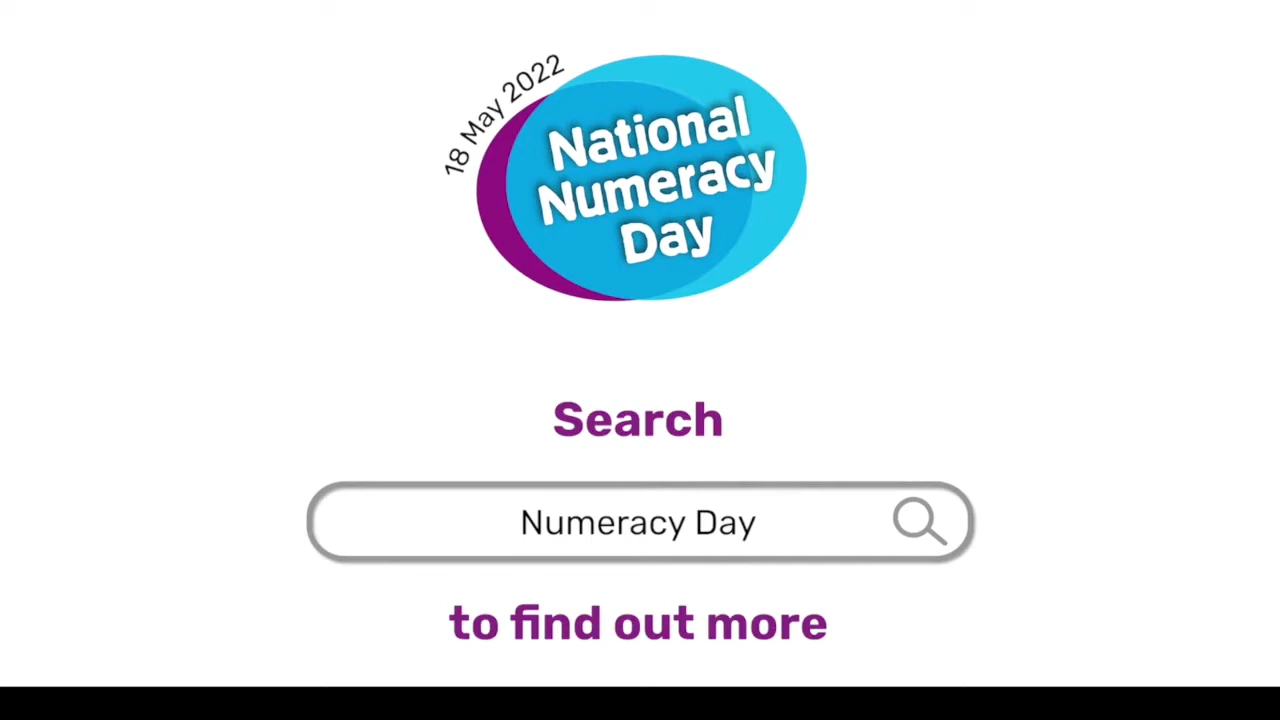 18 May 2022
National
Numeracy
Day
Search
Numeracy Day
to find out more